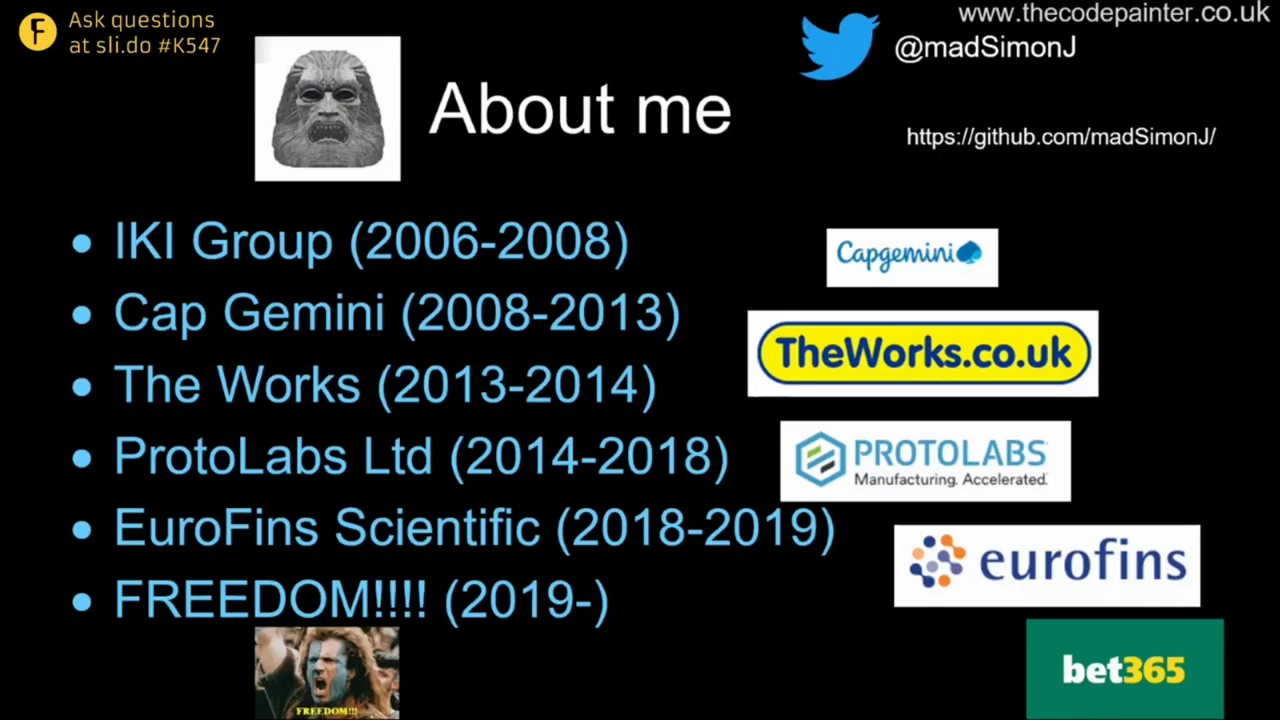 F
Ask questions
at sli.do #K547
www.thecodepainter.co.uk
@madSimonJ
About me
https://github.com/madSimonJ/
• IKI Group (2006-2008)
• Cap Gemini (2008-2013)
• The Works (2013-2014)
• ProtoLabs Ltd (2014-2018)
• EuroFins Scientific (2018-2019)
• FREEDOM!!!! (2019-)
Capgemini
TheWorks.co.uk
PROTOLABS
Manufacturing. Accelerated.
eurofins
FREEDOM!!!
bet365